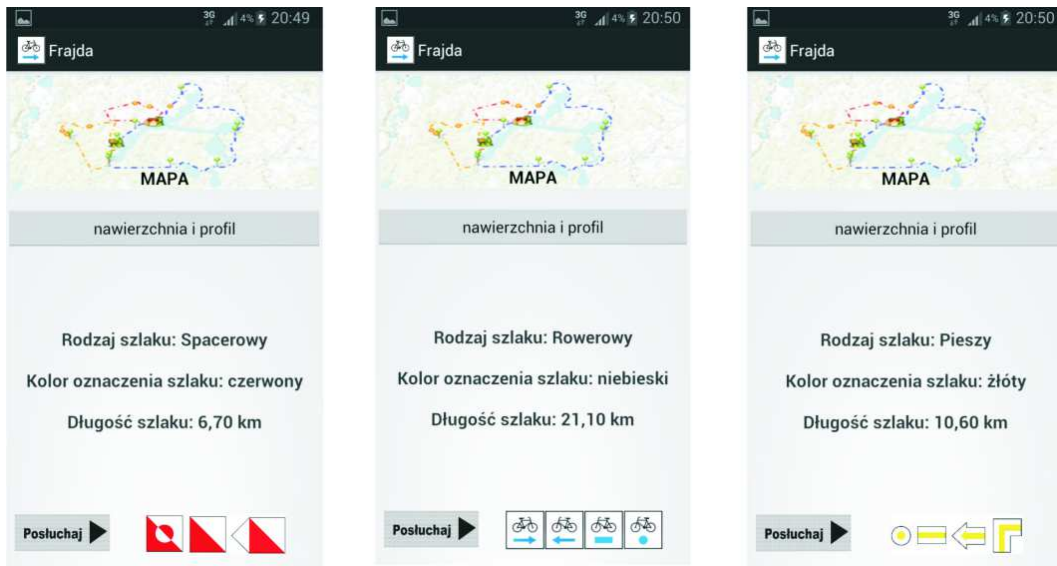 3G 4% 20:49
Frajda
MAPA
nawierzchnia i profil
Rodzaj szlaku: Spacerowy
Kolor oznaczenia szlaku: czerwony
Długość szlaku: 6,70 km
Posłuchaj
3G 4% 20:50
Frajda
MAPA
nawierzchnia i profil
Rodzaj szlaku: Rowerowy
Kolor oznaczenia szlaku: niebieski
Długość szlaku: 21,10 km
Posłuchaj
3G 4% 20:50
Frajda
MAPA
nawierzchnia i profil
Rodzaj szlaku: Pieszy
Kolor oznaczenia szlaku: żłóty
Długość szlaku: 10,60 km
Posłuchaj